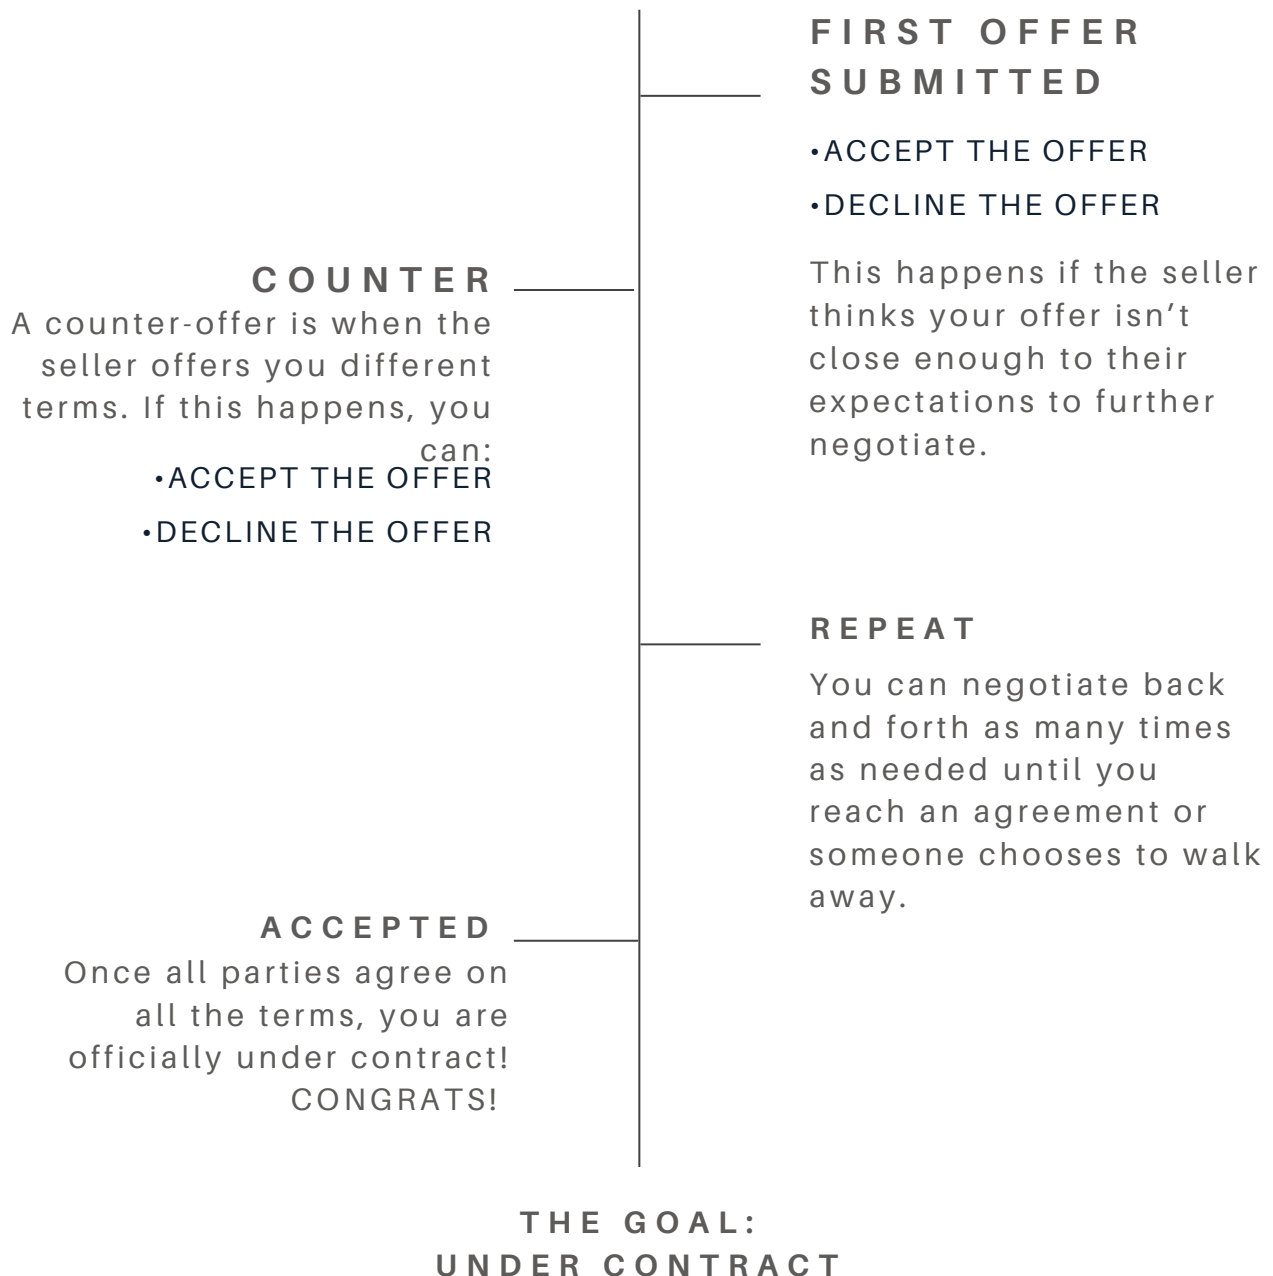 FIRST OFFER
SUBMITTED
•ACCEPT THE OFFER
•DECLINE THE OFFER
This happens if the seller
thinks your offer isn’t
close enough to their
expectations to further
negotiate.
COUNTER
A counter-offer is when the
seller offers you different
terms. If this happens, you
can:
•ACCEPT THE OFFER
•DECLINE THE OFFER
REPEAT
You can negotiate back
and forth as many times
as needed until you
reach an agreement or
someone chooses to walk
away.
ACCEPTED
Once all parties agree on
all the terms, you are
officially under contract!
CONGRATS!
THE GOAL:
UNDER CONTRACT